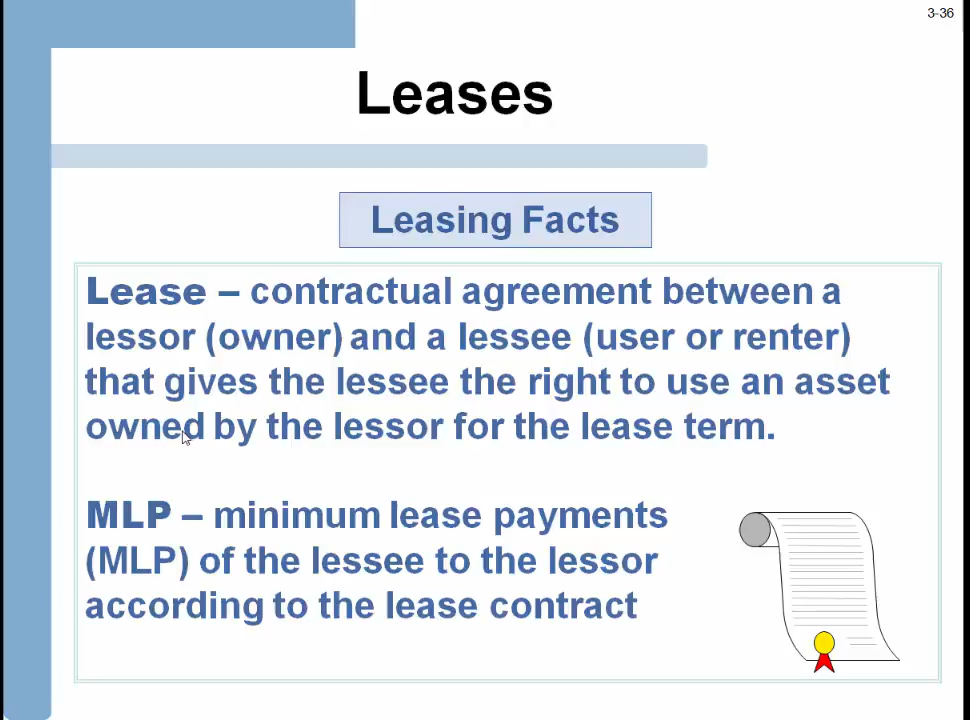 3-36
Leases
Leasing Facts
Lease – contractual agreement between a
lessor (owner) and a lessee (user or renter)
that gives the lessee the right to use an asset
owned by the lessor for the lease term.
MLP – minimum lease payments
(MLP) of the lessee to the lessor
according to the lease contract